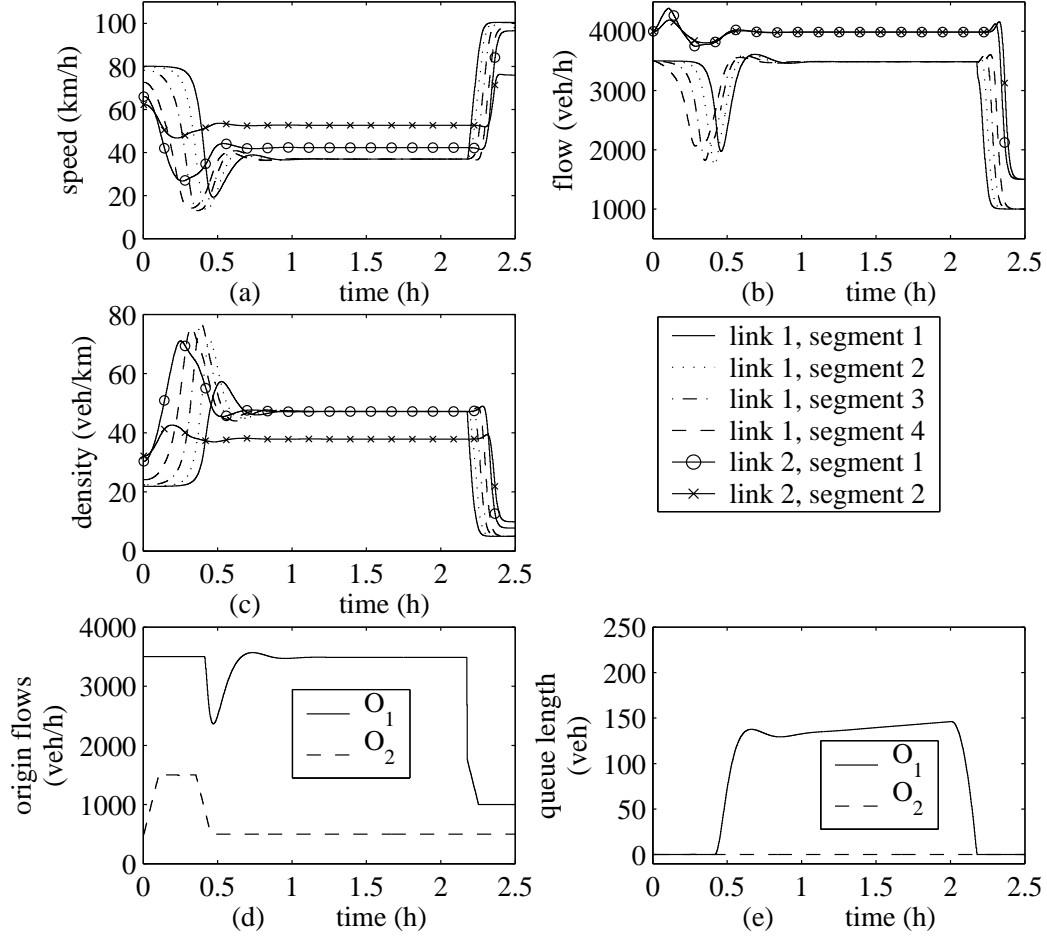 100
80
60
40
20
0
speed (km/h)
0 0.5 1 1.5 2 2.5
(a) time (h)
4000
3000
2000
1000
flow (veh/h)
0 0.5 1 1.5 2 2.5
(b) time (h)
80
60
40
20
0
density (veh/km)
0 0.5 1 1.5 2 2.5
(c) time (h)
link 1, segment 1
link 1, segment 2
link 1, segment 3
link 1, segment 4
link 2, segment 1
link 2, segment 2
4000
3000
2000
1000
0
origin flows
(veh/h)
O1
O2
0 0.5 1 1.5 2 2.5
(d) time (h)
250
200
150
100
50
0
queue length
(veh)
O1
O2
0 0.5 1 1.5 2 2.5
(e) time (h)